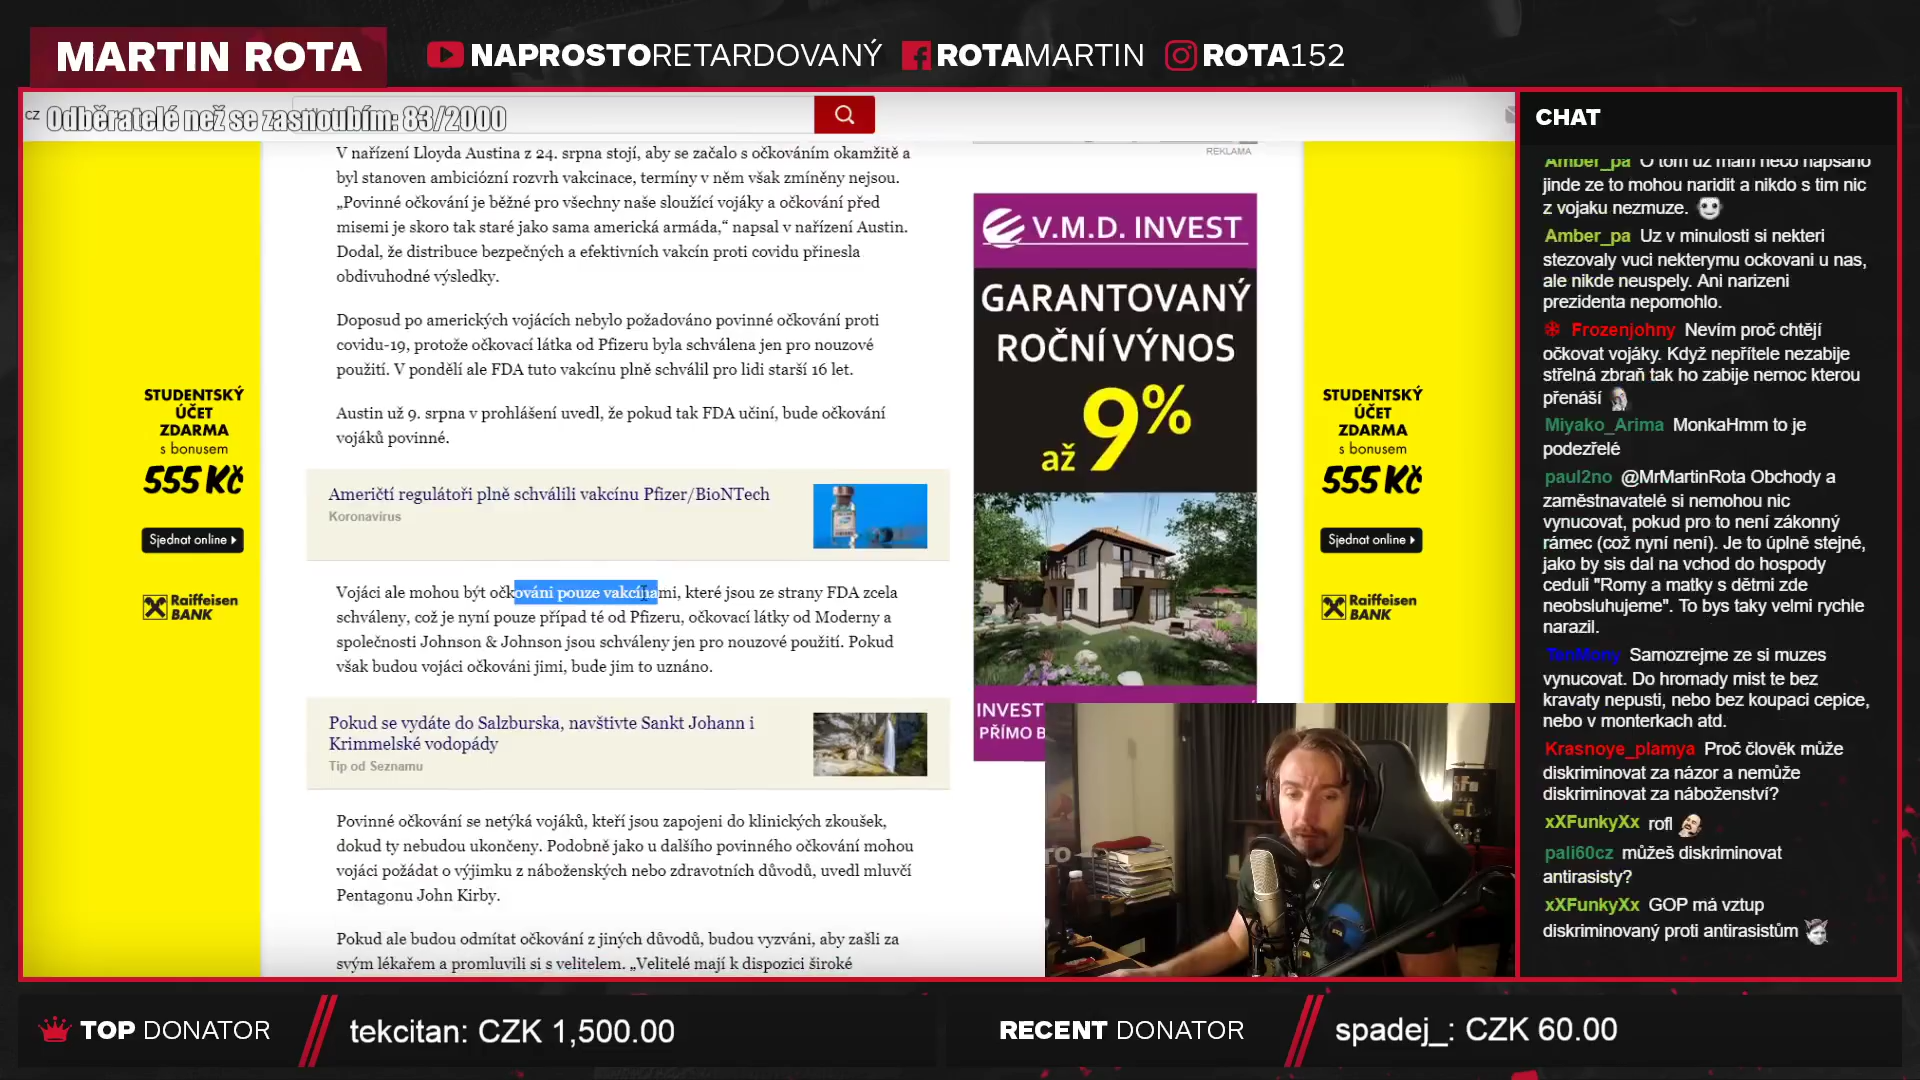 MARTIN ROTA
NAPROSTORETARDOVANÝ
ROTAMARTIN
ROTA152
CZ
Odběratelé než se zasnoubím: 83/2000
V nařízení Lloyda Austina z 24. srpna stojí, aby se začalo s očkováním okamžitě a
byl stanoven ambiciózní rozvrh vakcinace, termíny v něm však zmíněny nejsou.
„Povinné očkování je běžné pro všechny naše sloužící vojáky a očkování před
misemi je skoro tak staré jako sama americká armáda,“ napsal v nařízení Austin.
Dodal, že distribuce bezpečných a efektivních vakcín proti covidu přinesla
obdivuhodné výsledky.
Doposud po amerických vojácích nebylo požadováno povinné očkování proti
covidu-19, protože očkovací látka od Pfizeru byla schválena jen pro nouzové
použití. V pondělí ale FDA tuto vakcínu plně schválil pro lidi starší 16 let.
Austin už 9. srpna v prohlášení uvedl, že pokud tak FDA učiní, bude očkování
vojáků povinné.
Američtí regulátoři plně schválili vakcínu Pfizer/BioNTech
Koronavirus
Vojáci ale mohou být očkováni pouze vakcínami, které jsou ze strany FDA zcela
schváleny, což je nyní pouze případ té od Pfizeru, očkovací látky od Moderny a
společnosti Johnson & Johnson jsou schváleny jen pro nouzové použití. Pokud
však budou vojáci očkováni jimi, bude jim to uznáno.
Pokud se vydáte do Salzburska, navštivte Sankt Johann i
Krimmelské vodopády
Tip od Seznamu
Povinné očkování se netýká vojáků, kteří jsou zapojeni do klinických zkoušek,
dokud ty nebudou ukončeny. Podobně jako u dalšího povinného očkování mohou
vojáci požádat o výjimku z náboženských nebo zdravotních důvodů, uvedl mluvčí
Pentagonu John Kirby.
Pokud ale budou odmítat očkování z jiných důvodů, budou vyzváni, aby zašli za
svým lékařem a promluvili si s velitelem. „Velitelé mají k dispozici široké
STUDENTSKÝ
ÚČET
ZDARMA
s bonusem
555 Kč
Sjednat online
Raiffeisen
BANK
REKLAMA
V.M.D. INVEST
GARANTOVANÝ
ROČNÍ VÝNOS
až 9%
INVEST
PŘÍMO B
STUDENTSKÝ
ÚČET
ZDARMA
s bonusem
555 Kč
Sjednat online
Raiffeisen
BANK
CHAT
Amber_pa O tom uz mam neco napsano
jinde ze to mohou naridit a nikdo s tim nic
z vojaku nezmuze.
Amber_pa Uz v minulosti si nekteri
stezovaly vuci nekterymu ockovani u nas,
ale nikde neuspely. Ani narizeni
prezidenta nepomohlo.
Frozenjohny Nevím proč chtějí
očkovat vojáky. Když nepřítele nezabije
střelná zbraň tak ho zabije nemoc kterou
přenáší
Miyako_Arima MonkaHmm to je
podezřelé
paul2no @MrMartinRota Obchody a
zaměstnavatelé si nemohou nic
vynucovat, pokud pro to není zákonný
rámec (což nyní není). Je to úplně stejné,
jako by sis dal na vchod do hospody
ceduli "Romy a matky s dětmi zde
neobsluhujeme". To bys taky velmi rychle
narazil.
TenMony Samozrejme ze si muzes
vynucovat. Do hromady mist te bez
kravaty nepusti, nebo bez koupaci cepice,
nebo v monterkach atd.
Krasnoye_plamya Proč člověk může
diskriminovat za názor a nemůže
diskriminovat za náboženství?
xXFunkyXx rofl
pali60cz můžeš diskriminovat
antirasisty?
xXFunkyXx GOP má vztup
diskriminovaný proti antirasistům
TOP DONATOR
tekcitan: CZK 1,500.00
RECENT DONATOR
spadej_: CZK 60.00